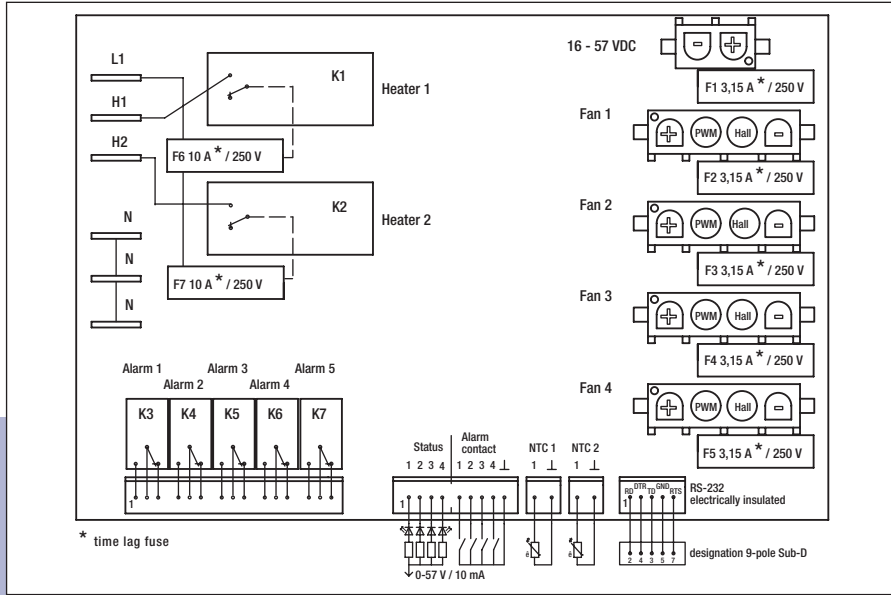 L1
H1
H2
N
N
N
K1
Heater 1
F6 10 A * / 250 V
K2
Heater 2
F7 10 A * / 250 V
16 - 57 VDC
- +
F1 3,15 A * / 250 V
Fan 1
+ PWM Hall -
F2 3,15 A * / 250 V
Fan 2
+ PWM Hall -
F3 3,15 A * / 250 V
Fan 3
+ PWM Hall -
F4 3,15 A * / 250 V
Fan 4
+ PWM Hall -
F5 3,15 A * / 250 V
Alarm 1 Alarm 3 Alarm 5
Alarm 2 Alarm 4
K3 K4 K5 K6 K7
1
Status
Alarm
contact
1 2 3 4 1 2 3 4 ⊥
1
0-57 V / 10 mA
NTC 1
1 ⊥
NTC 2
1 ⊥
RD DTR TD GND RTS
1
RS-232
electrically insulated
2 4 3 5 7
designation 9-pole Sub-D
* time lag fuse